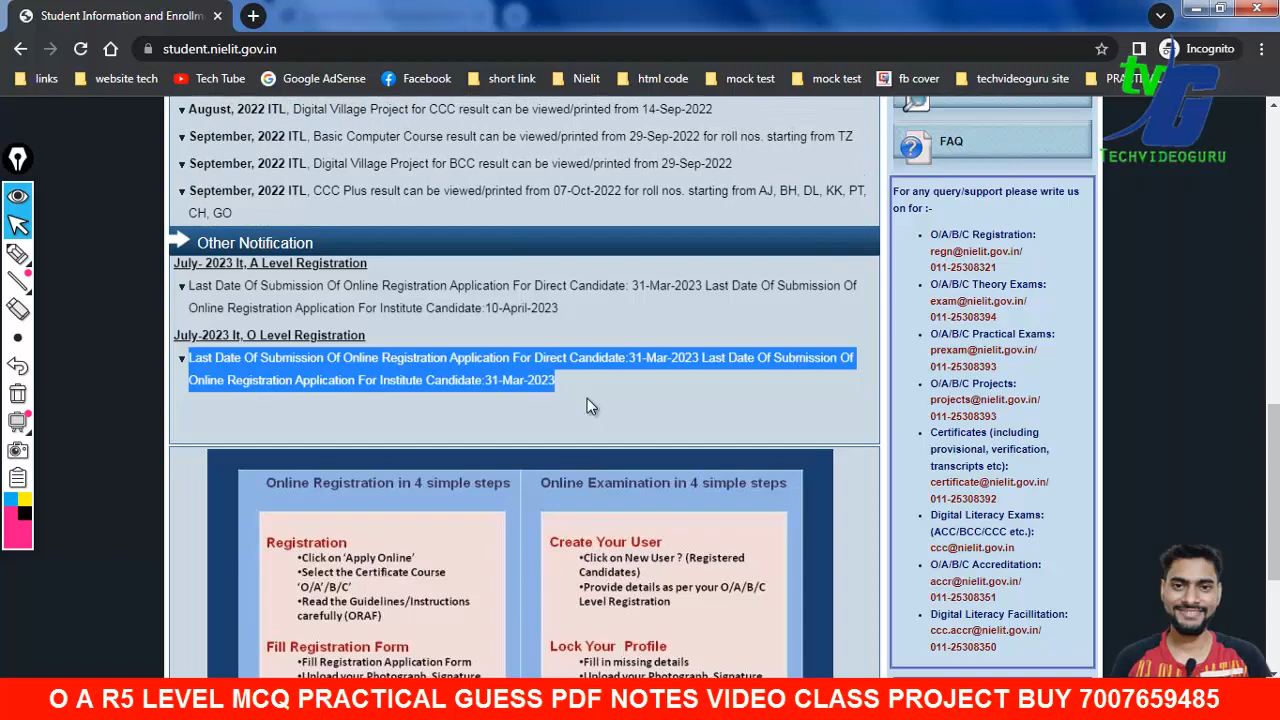 Student Information and Enrollm
student.nielit.gov.in
Incognito
links
website tech
Tech Tube
Google AdSense
Facebook
short link
Nielit
html code
mock test
mock test
fb cover
techvideoguru site
tvG
TECHVIDEOGURU
August, 2022 ITL, Digital Village Project for CCC result can be viewed/printed from 14-Sep-2022
September, 2022 ITL, Basic Computer Course result can be viewed/printed from 29-Sep-2022 for roll nos. starting from TZ
September, 2022 ITL, Digital Village Project for BCC result can be viewed/printed from 29-Sep-2022
September, 2022 ITL, CCC Plus result can be viewed/printed from 07-Oct-2022 for roll nos. starting from AJ, BH, DL, KK, PT,
CH, GO
Other Notification
July- 2023 It, A Level Registration
Last Date Of Submission Of Online Registration Application For Direct Candidate: 31-Mar-2023 Last Date Of Submission Of
Online Registration Application For Institute Candidate:10-April-2023
July-2023 It, O Level Registration
Last Date Of Submission Of Online Registration Application For Direct Candidate:31-Mar-2023 Last Date Of Submission Of
Online Registration Application For Institute Candidate:31-Mar-2023
Online Registration in 4 simple steps
Registration
•Click on 'Apply Online'
•Select the Certificate Course
'O/A'/B/C'
•Read the Guidelines/Instructions
carefully (ORAF)
Fill Registration Form
•Fill Registration Application Form
•Upload your Photograph, Signature
Online Examination in 4 simple steps
Create Your User
•Click on New User ? (Registered
Candidates)
•Provide details as per your O/A/B/C
Level Registration
Lock Your Profile
•Fill in missing details
•Upload your Photograph, Signature
FAQ
For any query/support please write us
on for :-
O/A/B/C Registration:
regn@nielit.gov.in/
011-25308321
O/A/B/C Theory Exams:
exam@nielit.gov.in/
011-25308394
O/A/B/C Practical Exams:
prexam@nielit.gov.in/
011-25308393
O/A/B/C Projects:
projects@nielit.gov.in/
011-25308393
Certificates (including
provisional, verification,
transcripts etc):
certificate@nielit.gov.in/
011-25308392
Digital Literacy Exams:
(ACC/BCC/CCC etc.):
ccc@nielit.gov.in
O/A/B/C Accreditation:
accr@nielit.gov.in/
011-25308351
Digital Literacy Facillitation:
ccc.accr@nielit.gov.in/
011-25308350
O A R5 LEVEL MCQ PRACTICAL GUESS PDF NOTES VIDEO CLASS PROJECT BUY 7007659485